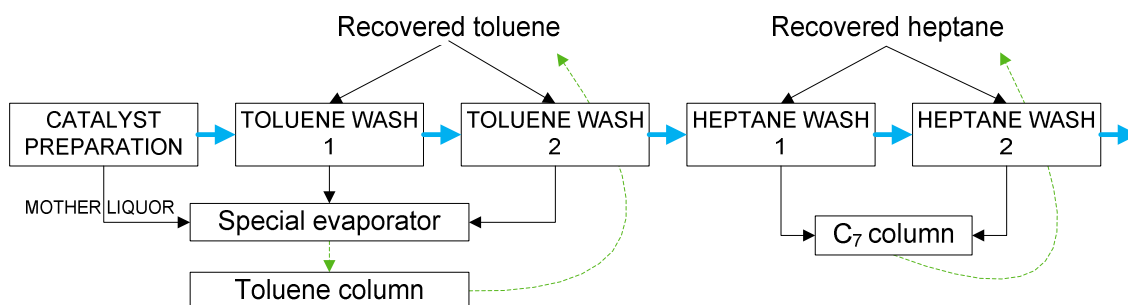 Recovered toluene
Recovered heptane
CATALYST
PREPARATION
TOLUENE WASH
1
TOLUENE WASH
2
HEPTANE WASH
1
HEPTANE WASH
2
MOTHER LIQUOR
Special evaporator
C₇ column
Toluene column